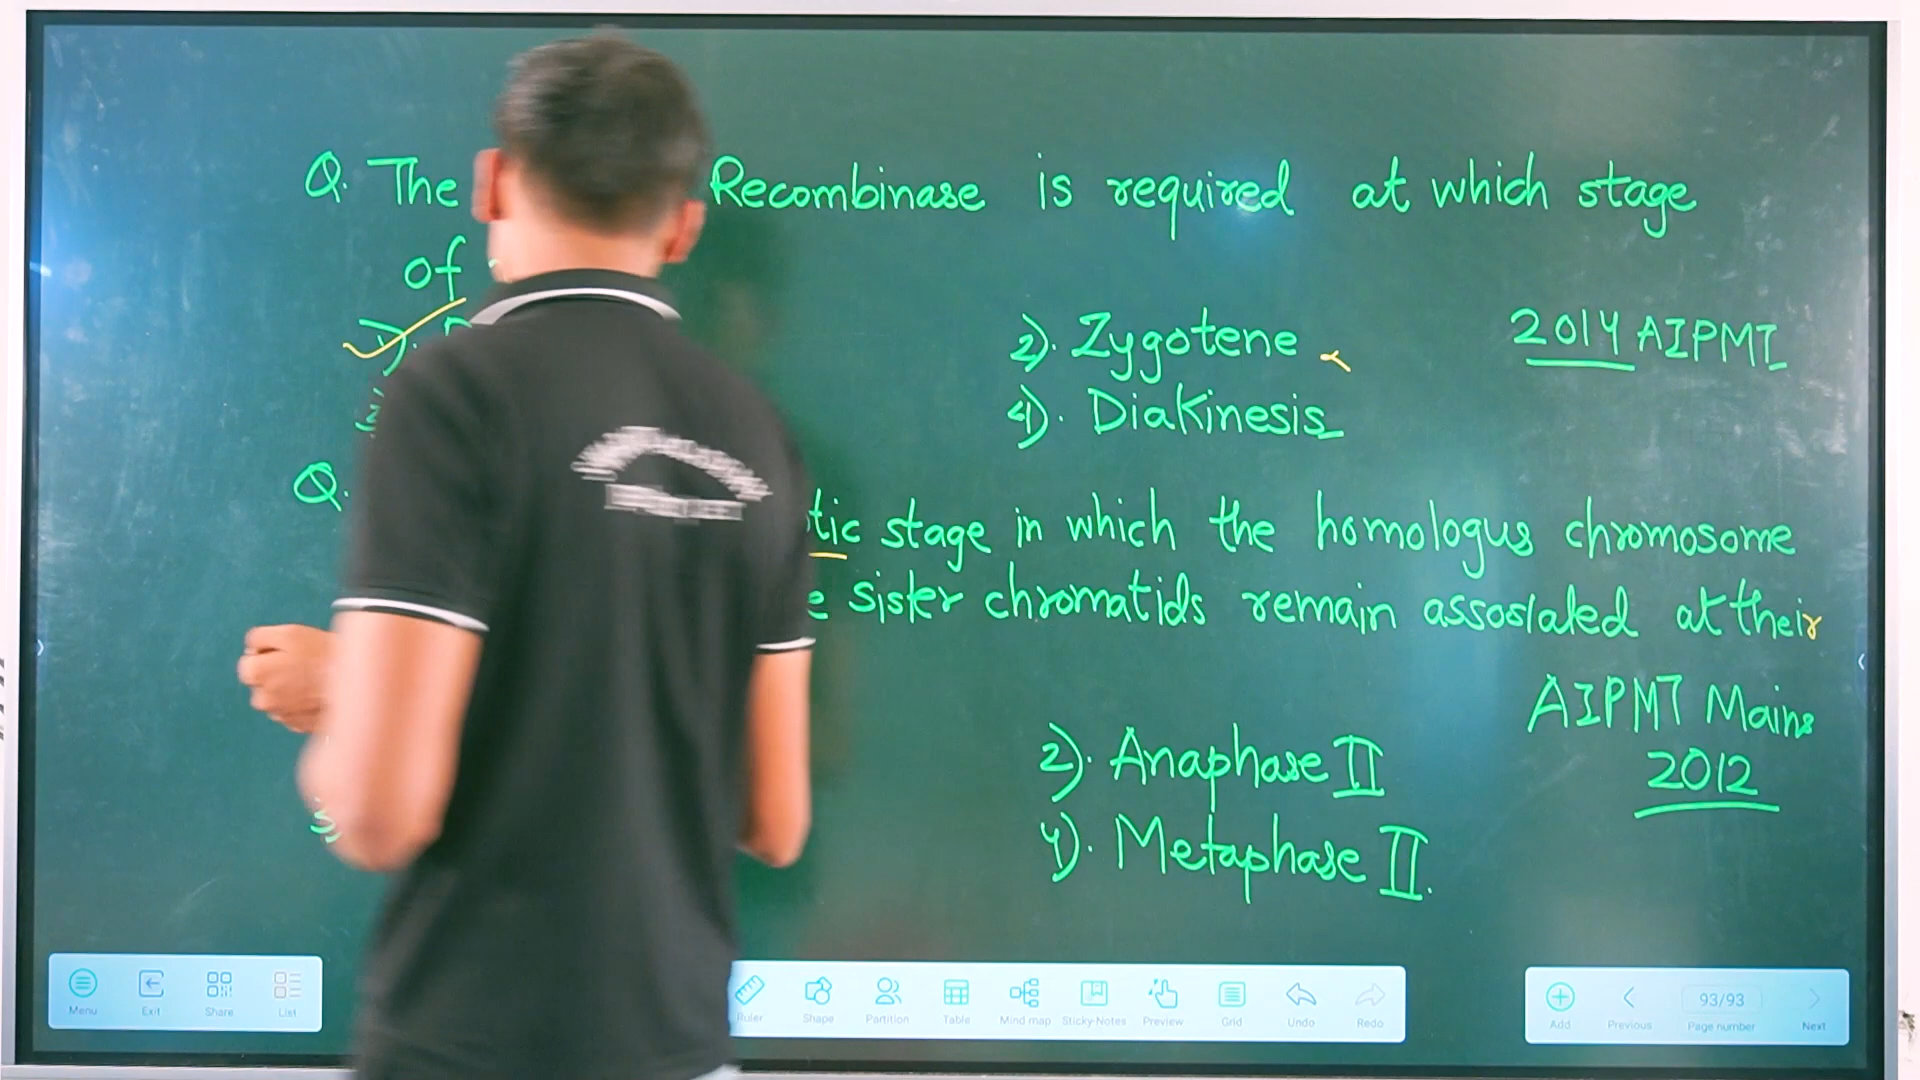 Q. The Recombinase is required at which stage
of
1).
2). Zygotene
2014 AIPMT
4). Diakinesis
Q. tic stage in which the homologus chromosome
sister chromatids remain assosiated at their
AIPMT Mains
2012
2). Anaphase II
3)
4). Metaphase II.
Menu
Exit
Share
List
Ruler
Shape
Partition
Table
Mind map
Sticky Notes
Preview
Grid
Undo
Redo
Add
Previous
93/93
Page number
Next